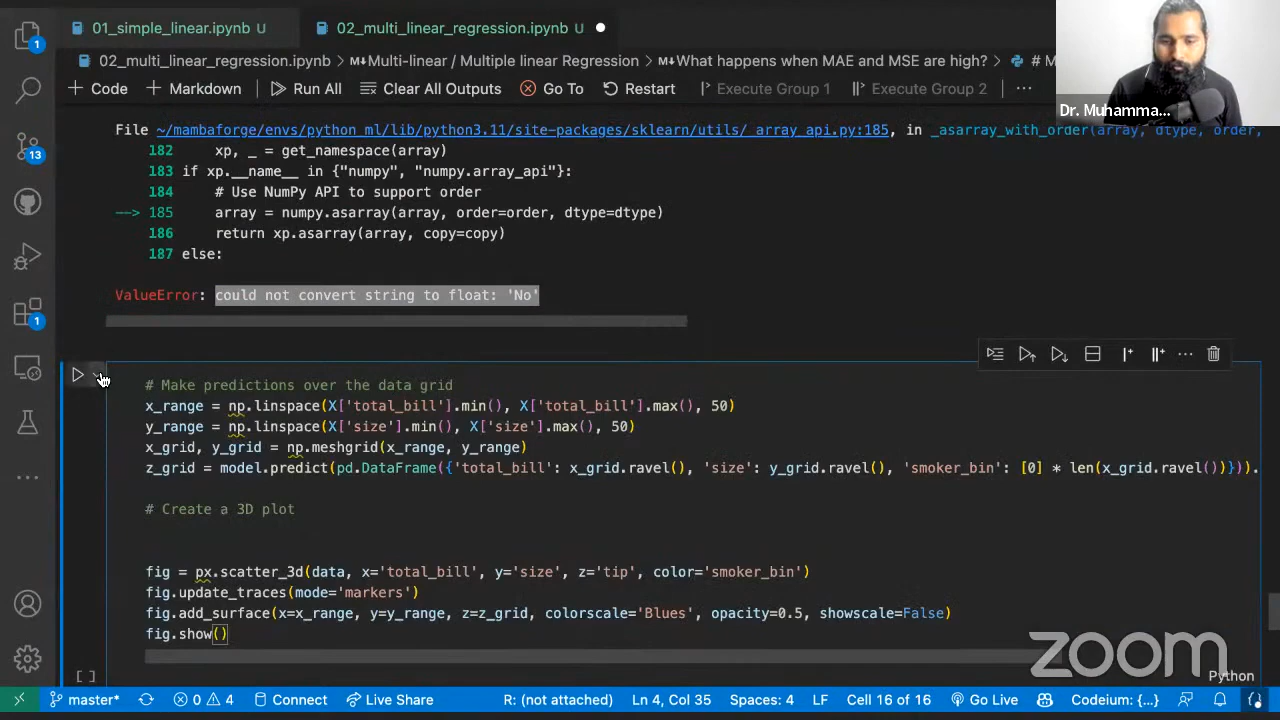 01_simple_linear.ipynb U
02_multi_linear_regression.ipynb U
02_multi_linear_regression.ipynb > M Multi-linear / Multiple linear Regression > M What happens when MAE and MSE are high? > # M
+ Code + Markdown Run All Clear All Outputs Go To Restart Execute Group 1 Execute Group 2 ...
Dr. Muhamma...
File ~/mambaforge/envs/python_ml/lib/python3.11/site-packages/sklearn/utils/_array_api.py:185, in _asarray_with_order(array, dtype, order,
182 xp, _ = get_namespace(array)
183 if xp.__name__ in {"numpy", "numpy.array_api"}:
184 # Use NumPy API to support order
--> 185 array = numpy.asarray(array, order=order, dtype=dtype)
186 return xp.asarray(array, copy=copy)
187 else:
ValueError: could not convert string to float: 'No'
# Make predictions over the data grid
x_range = np.linspace(X['total_bill'].min(), X['total_bill'].max(), 50)
y_range = np.linspace(X['size'].min(), X['size'].max(), 50)
x_grid, y_grid = np.meshgrid(x_range, y_range)
z_grid = model.predict(pd.DataFrame({'total_bill': x_grid.ravel(), 'size': y_grid.ravel(), 'smoker_bin': [0] * len(x_grid.ravel())})).
# Create a 3D plot
fig = px.scatter_3d(data, x='total_bill', y='size', z='tip', color='smoker_bin')
fig.update_traces(mode='markers')
fig.add_surface(x=x_range, y=y_range, z=z_grid, colorscale='Blues', opacity=0.5, showscale=False)
fig.show()
[ ]
Python
zoom
1
13
1
master* 0 4 Connect Live Share R: (not attached) Ln 4, Col 35 Spaces: 4 LF Cell 16 of 16 Go Live Codeium: {...}